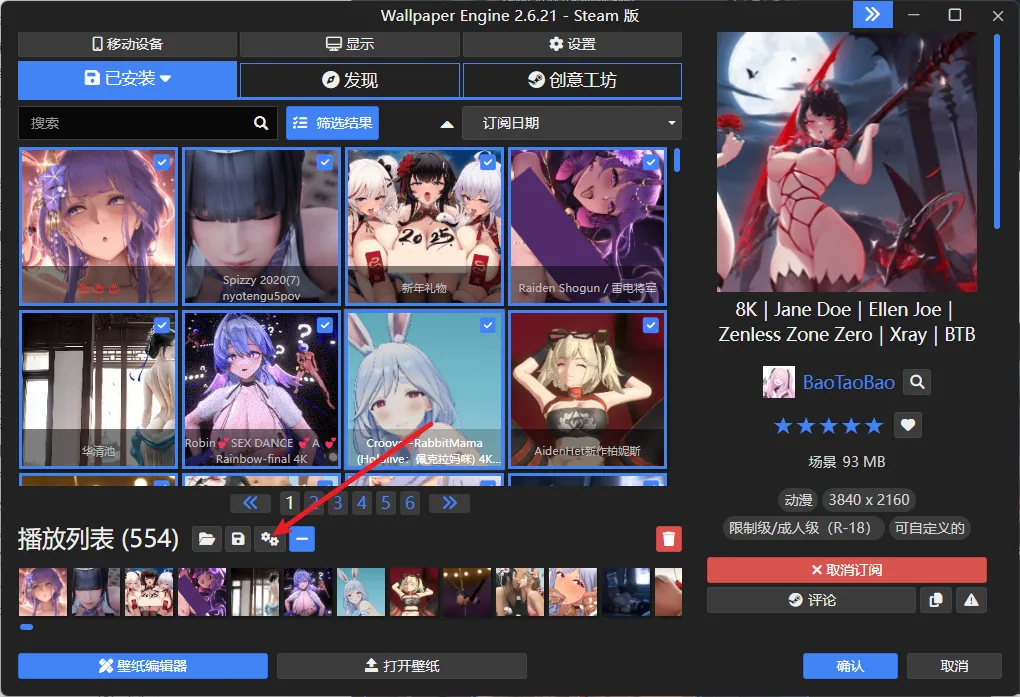 Wallpaper Engine 2.6.21 - Steam 版
移动设备
显示
设置
已安装
发现
创意工坊
搜索
筛选结果
订阅日期
Spizzy 2020(7)
nyotengu5pov
2025
新年礼物
Raiden Shogun / 雷电将军
华清池
Robin💕SEX DANCE 💕A 💕
Rainbow-final 4K
Croove-RabbitMama
(Hololive: 佩克拉妈咪) 4K...
AidenHet新作柏妮斯
1 2 3 4 5 6
播放列表 (554)
壁纸编辑器
打开壁纸
8K | Jane Doe | Ellen Joe |
Zenless Zone Zero | Xray | BTB
BaoTaoBao
场景 93 MB
动漫
3840 x 2160
限制级/成人级（R-18）
可自定义的
取消订阅
评论
确认
取消